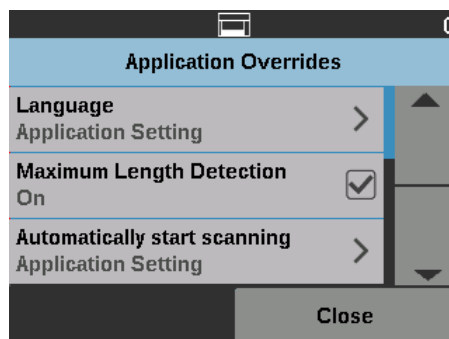 Application Overrides
Language
Application Setting
Maximum Length Detection
On
Automatically start scanning
Application Setting
Close